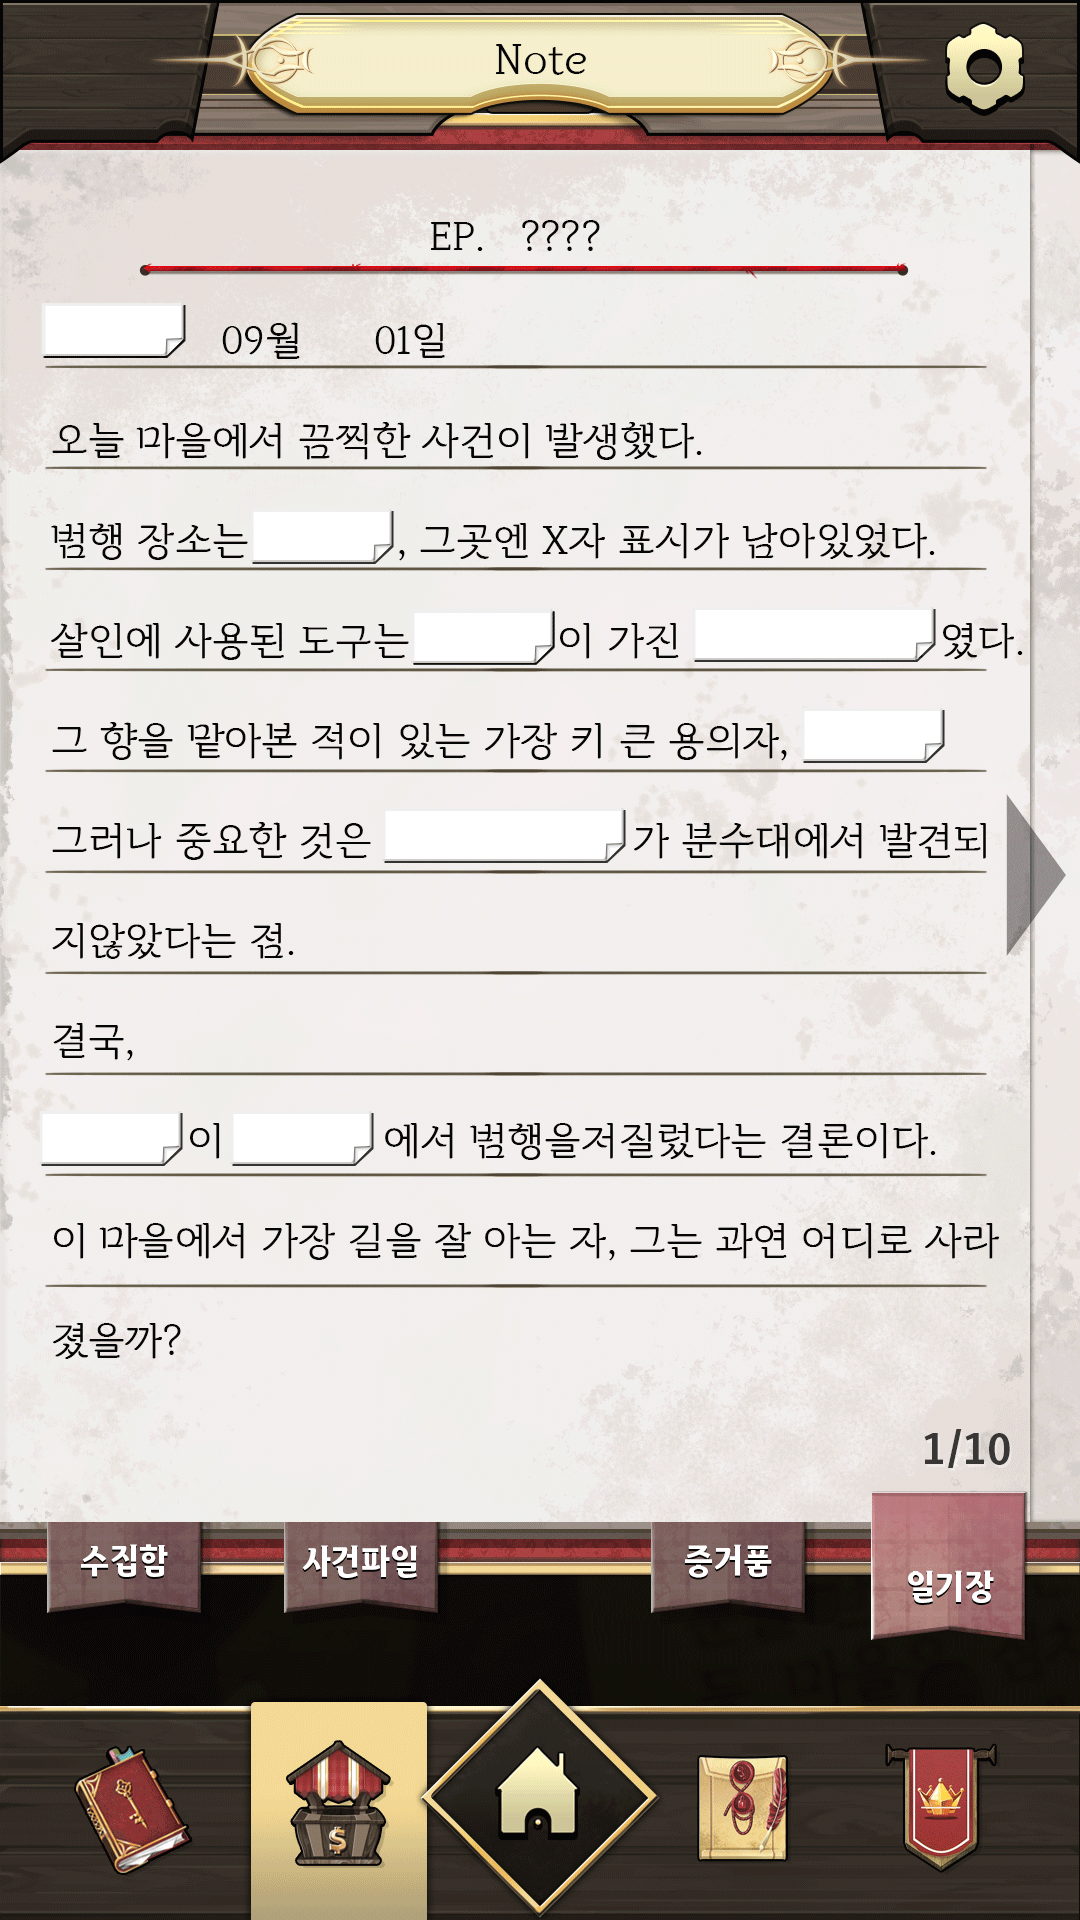 Note
EP. ????
09월 01일
오늘 마을에서 끔찍한 사건이 발생했다.
범행 장소는 , 그곳엔 X자 표시가 남아있었다.
살인에 사용된 도구는 이 가진 였다.
그 향을 맡아본 적이 있는 가장 키 큰 용의자,
그러나 중요한 것은 가 분수대에서 발견되
지않았다는 점.
결국,
이 에서 범행을저질렀다는 결론이다.
이 마을에서 가장 길을 잘 아는 자, 그는 과연 어디로 사라
졌을까?
1/10
수집함 사건파일 증거품 일기장
$